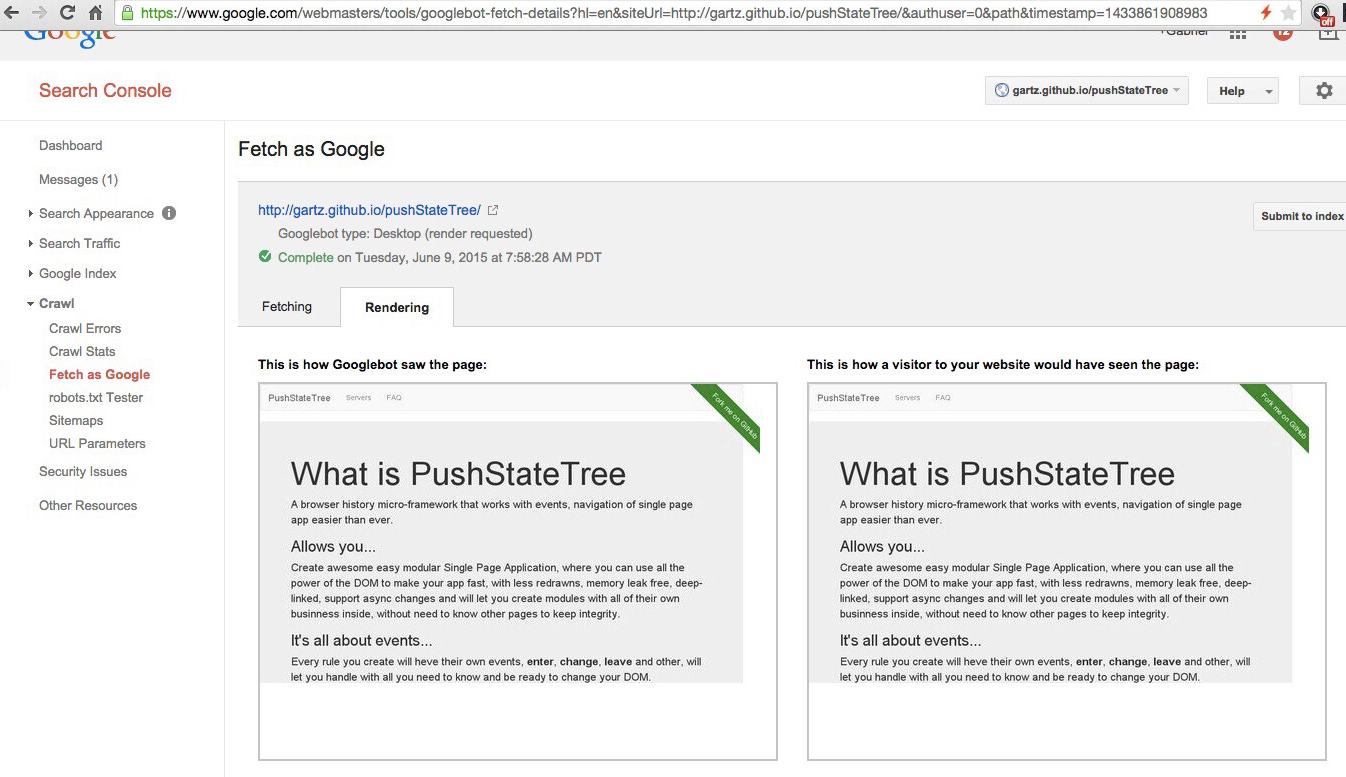 https://www.google.com/webmasters/tools/googlebot-fetch-details?hl=en&siteUrl=http://gartz.github.io/pushStateTree/&authuser=0&path&timestamp=1433861908983
off
Google
+Gabriel
12
Search Console
gartz.github.io/pushStateTree
Help
Dashboard
Messages (1)
Search Appearance
Search Traffic
Google Index
Crawl
Crawl Errors
Crawl Stats
Fetch as Google
robots.txt Tester
Sitemaps
URL Parameters
Security Issues
Other Resources
Fetch as Google
http://gartz.github.io/pushStateTree/
Submit to index
Googlebot type: Desktop (render requested)
Complete on Tuesday, June 9, 2015 at 7:58:28 AM PDT
Fetching
Rendering
This is how Googlebot saw the page:
PushStateTree Servers FAQ
Fork me on GitHub
What is PushStateTree
A browser history micro-framework that works with events, navigation of single page
app easier than ever.
Allows you...
Create awesome easy modular Single Page Application, where you can use all the
power of the DOM to make your app fast, with less redrawns, memory leak free, deep-
linked, support async changes and will let you create modules with all of their own
businness inside, without need to know other pages to keep integrity.
It's all about events...
Every rule you create will heve their own events, enter, change, leave and other, will
let you handle with all you need to know and be ready to change your DOM.
This is how a visitor to your website would have seen the page:
PushStateTree Servers FAQ
Fork me on GitHub
What is PushStateTree
A browser history micro-framework that works with events, navigation of single page
app easier than ever.
Allows you...
Create awesome easy modular Single Page Application, where you can use all the
power of the DOM to make your app fast, with less redrawns, memory leak free, deep-
linked, support async changes and will let you create modules with all of their own
businness inside, without need to know other pages to keep integrity.
It's all about events...
Every rule you create will heve their own events, enter, change, leave and other, will
let you handle with all you need to know and be ready to change your DOM.